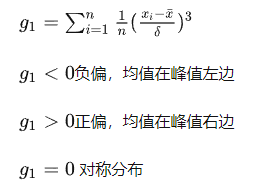 g₁ = ∑ⁿᵢ₌₁ 1/n (xᵢ−x̄/δ)³
g₁ < 0负偏，均值在峰值左边
g₁ > 0正偏，均值在峰值右边
g₁ = 0 对称分布